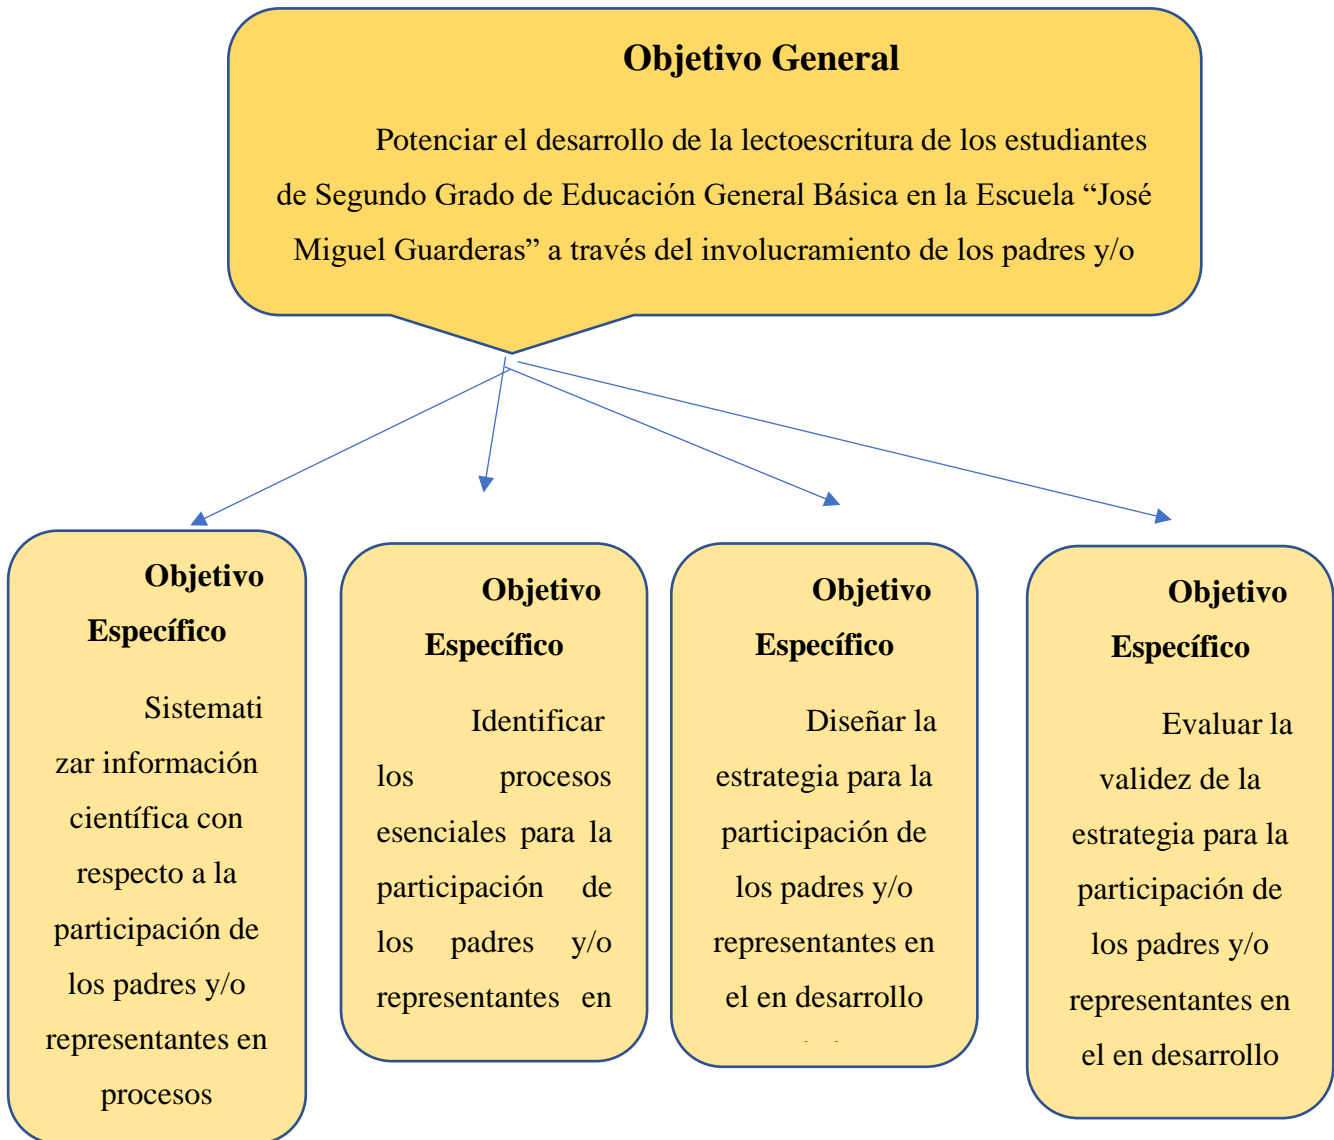 Objetivo General
Potenciar el desarrollo de la lectoescritura de los estudiantes
de Segundo Grado de Educación General Básica en la Escuela “José
Miguel Guarderas” a través del involucramiento de los padres y/o
Objetivo
Específico
Sistemati
zar información
científica con
respecto a la
participación de
los padres y/o
representantes en
procesos
Objetivo
Específico
Identificar
los procesos
esenciales para la
participación de
los padres y/o
representantes en
Objetivo
Específico
Diseñar la
estrategia para la
participación de
los padres y/o
representantes en
el en desarrollo
Objetivo
Específico
Evaluar la
validez de la
estrategia para la
participación de
los padres y/o
representantes en
el en desarrollo